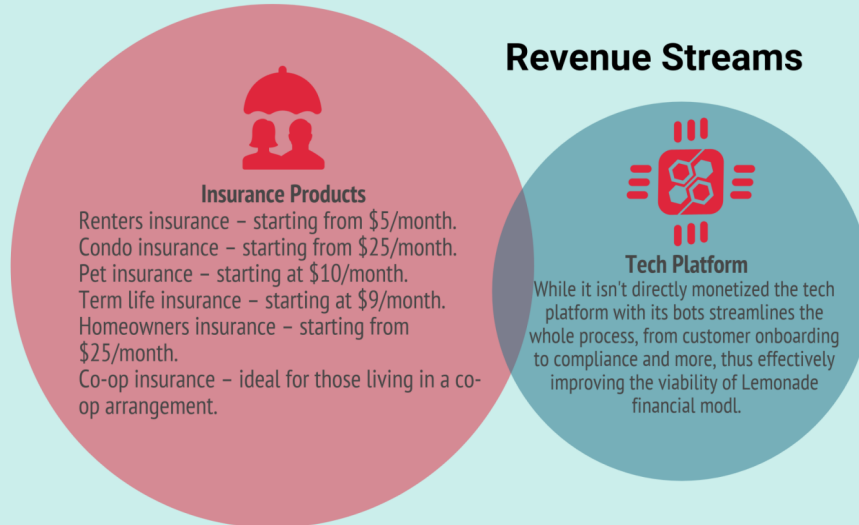 Revenue Streams
Insurance Products
Renters insurance – starting from $5/month.
Condo insurance – starting from $25/month.
Pet insurance – starting at $10/month.
Term life insurance – starting at $9/month.
Homeowners insurance – starting from
$25/month.
Co-op insurance – ideal for those living in a co-
op arrangement.
Tech Platform
While it isn't directly monetized the tech
platform with its bots streamlines the
whole process, from customer onboarding
to compliance and more, thus effectively
improving the viability of Lemonade
financial modl.